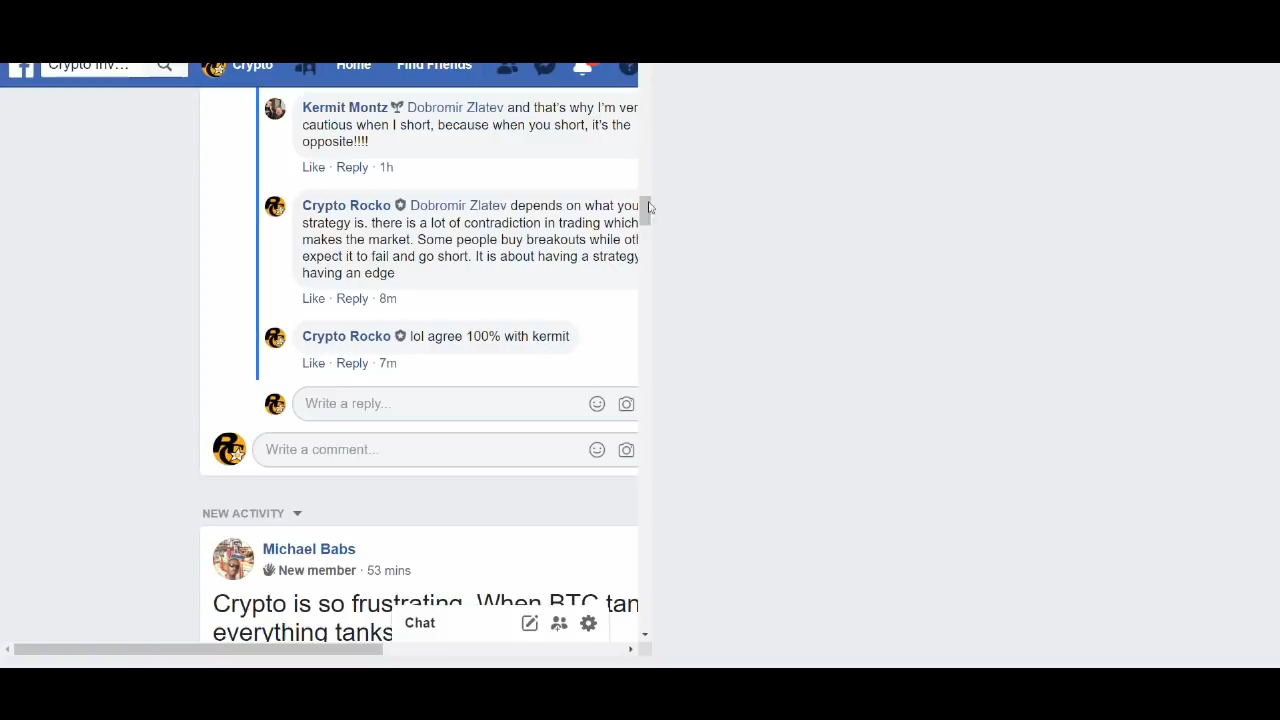 Crypto Inv...
Crypto
Home
Find Friends
Kermit Montz Dobromir Zlatev and that's why I'm ver
cautious when I short, because when you short, it's the
opposite!!!!
Like · Reply · 1h
Crypto Rocko Dobromir Zlatev depends on what you
strategy is. there is a lot of contradiction in trading which
makes the market. Some people buy breakouts while oth
expect it to fail and go short. It is about having a strategy
having an edge
Like · Reply · 8m
Crypto Rocko lol agree 100% with kermit
Like · Reply · 7m
Write a reply...
Write a comment...
NEW ACTIVITY
Michael Babs
New member · 53 mins
Crypto is so frustrating. When BTC tan
everything tanks
Chat